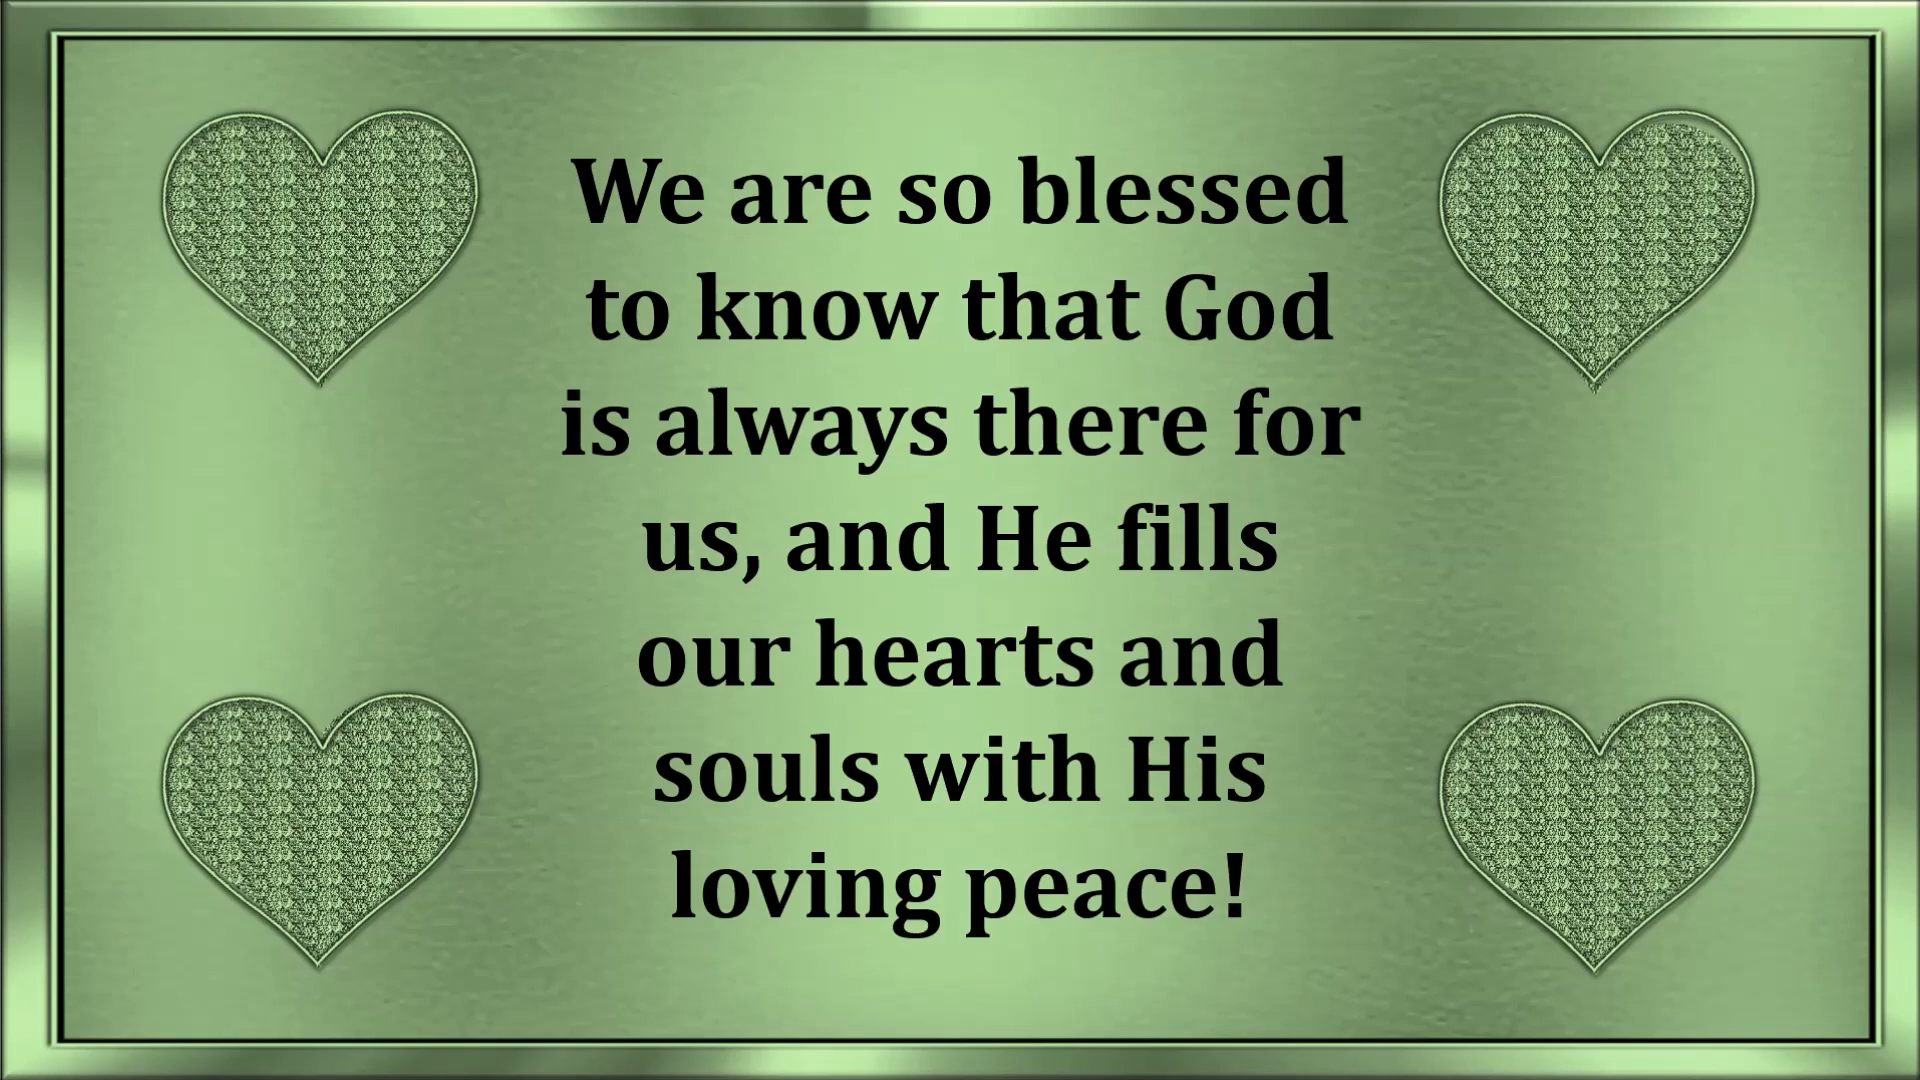 We are so blessed
to know that God
is always there for
us, and He fills
our hearts and
souls with His
loving peace!